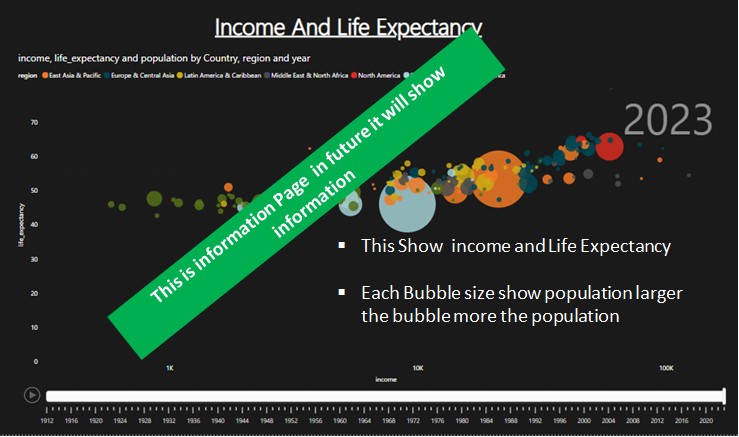 Income And Life Expectancy
income, life_expectancy and population by Country, region and year
region East Asia & Pacific Europe & Central Asia Latin America & Caribbean Middle East & North Africa North America
2023
This is information Page in future it will show
information
▪ This Show income and Life Expectancy
▪ Each Bubble size show population larger
the bubble more the population
life_expectancy
70
60
50
40
30
20
10
0
1K 10K 100K
income
1912 1916 1920 1924 1928 1932 1936 1940 1944 1948 1952 1956 1960 1964 1968 1972 1976 1980 1984 1988 1992 1996 2000 2004 2008 2012 2016 2020